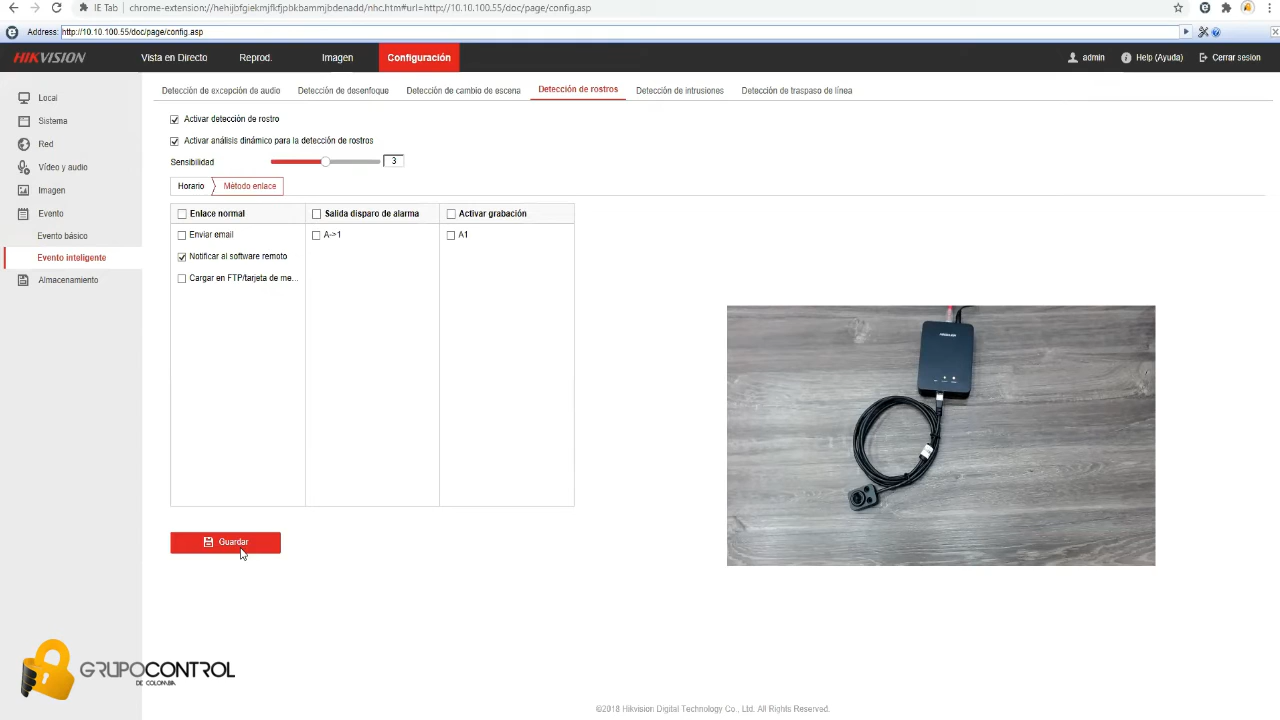 IE Tab
chrome-extension://hehijbfgiekmjfkfjpbkbammjbdenadd/nhc.htm#url=http://10.10.100.55/doc/page/config.asp
Address: http://10.10.100.55/doc/page/config.asp
HIKVISION
Vista en Directo
Reprod.
Imagen
Configuración
admin
Help (Ayuda)
Cerrar sesion
Local
Sistema
Red
Vídeo y audio
Imagen
Evento
Evento básico
Evento inteligente
Almacenamiento
Detección de excepción de audio
Detección de desenfoque
Detección de cambio de escena
Detección de rostros
Detección de intrusiones
Detección de traspaso de línea
Activar detección de rostro
Activar análisis dinámico para la detección de rostros
Sensibilidad
3
Horario
Método enlace
Enlace normal
Salida disparo de alarma
Activar grabación
Enviar email
A->1
A1
Notificar al software remoto
Cargar en FTP/tarjeta de me...
Guardar
GRUPOCONTROL
DE COLOMBIA
©2018 Hikvision Digital Technology Co., Ltd. All Rights Reserved.